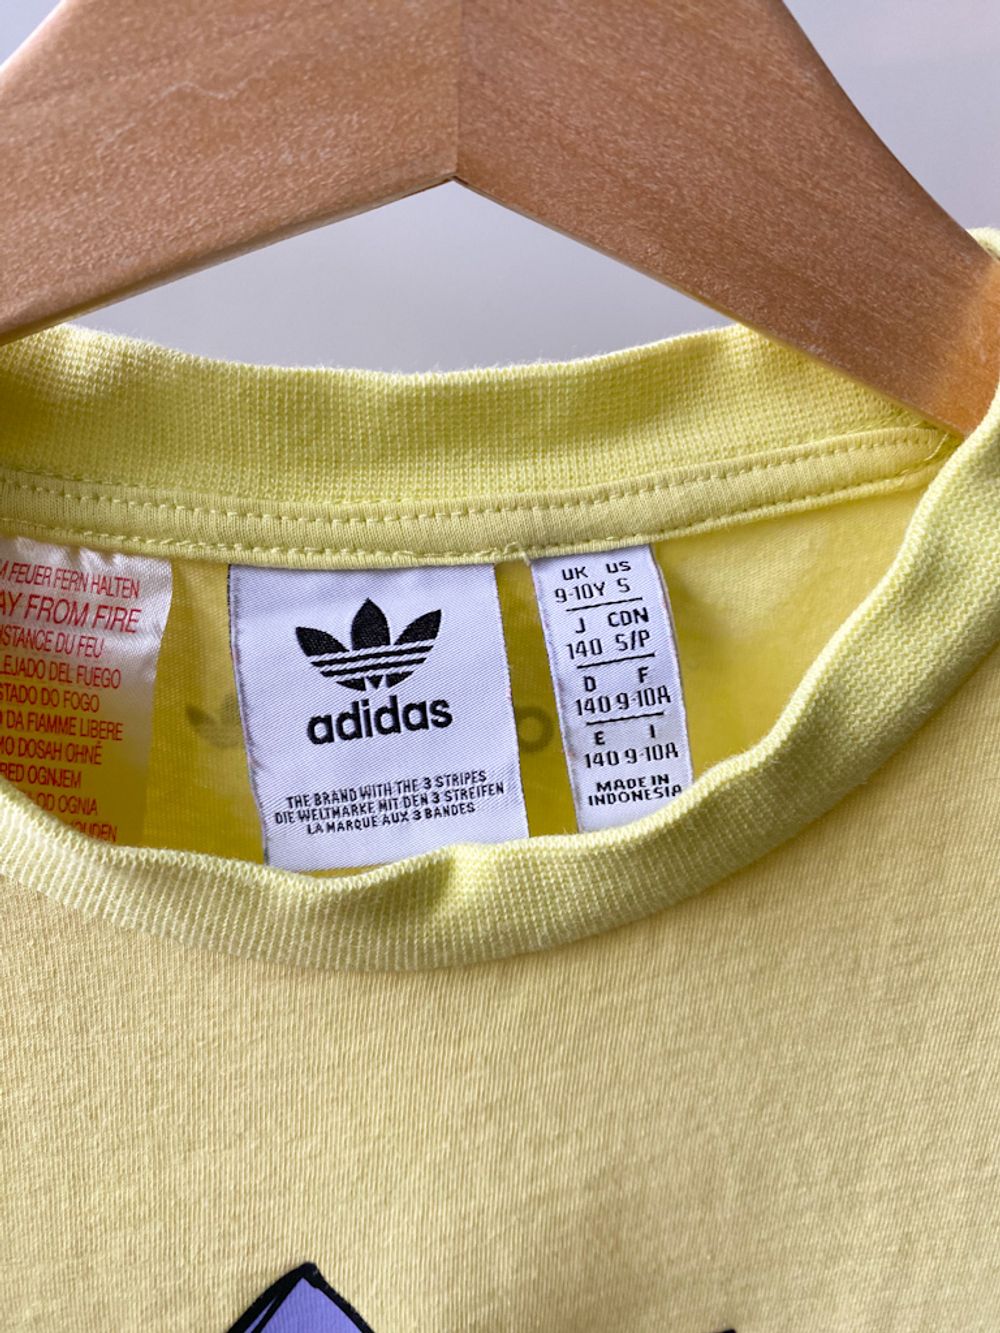 FEUER FERN HALTEN
AY FROM FIRE
STANCE DU FEU
LEJADO DEL FUEGO
STADO DO FOGO
DA FIAMME LIBERE
MO DOSAH OHNĚ
RED OGNJEM
OD OGNIA
adidas
THE BRAND WITH THE 3 STRIPES
DIE WELTMARKE MIT DEN 3 STREIFEN
LA MARQUE AUX 3 BANDES
UK US
9-10Y S
J CDN
140 S/P
D F
140 9-10A
E I
140 9-10A
MADE IN
INDONESIA